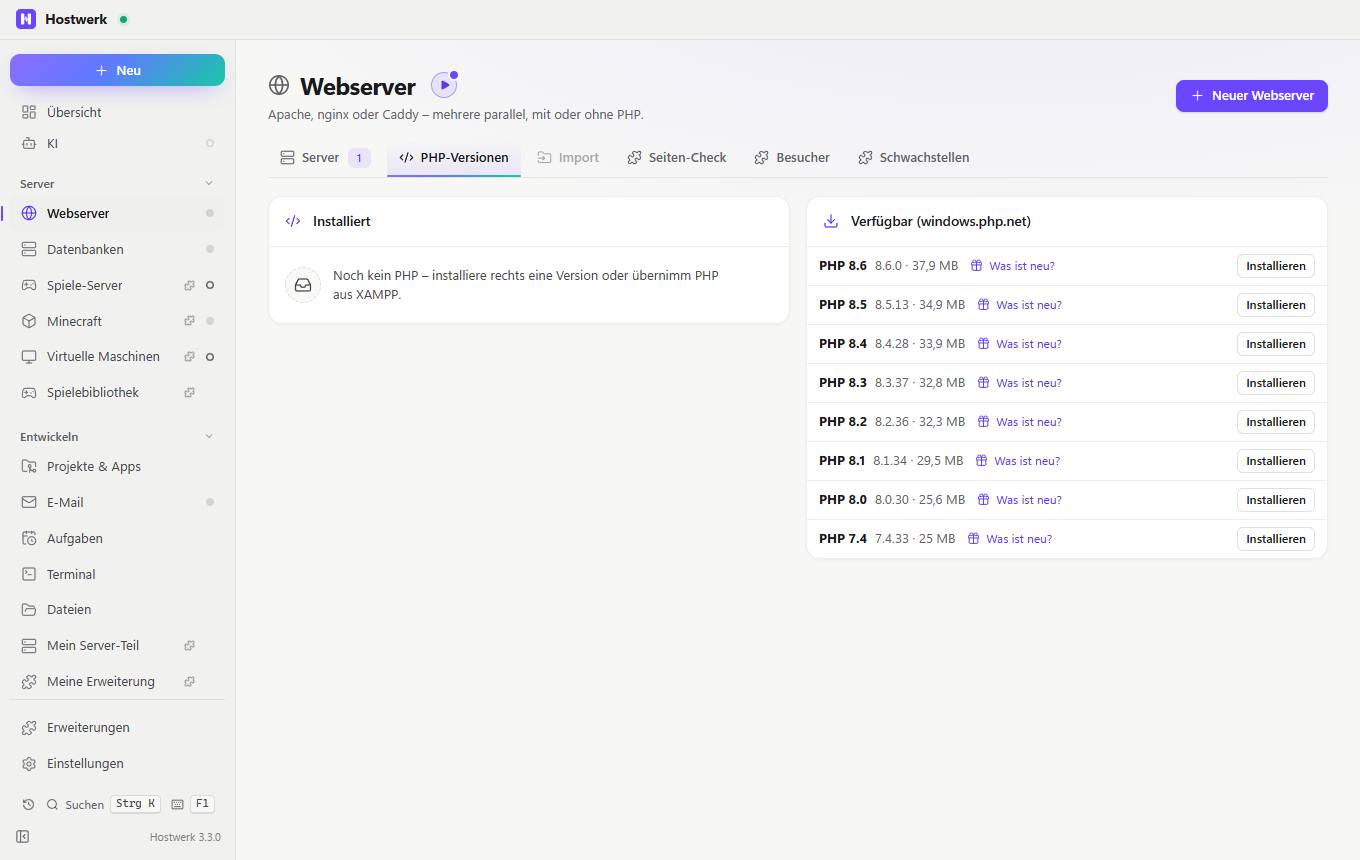 Hostwerk
Neu
Übersicht
KI
Server
Webserver
Datenbanken
Spiele-Server
Minecraft
Virtuelle Maschinen
Spielebibliothek
Entwickeln
Projekte & Apps
E-Mail
Aufgaben
Terminal
Dateien
Mein Server-Teil
Meine Erweiterung
Erweiterungen
Einstellungen
Suchen Strg K F1
Hostwerk 3.3.0
Webserver
Apache, nginx oder Caddy – mehrere parallel, mit oder ohne PHP.
Neuer Webserver
Server 1 PHP-Versionen Import Seiten-Check Besucher Schwachstellen
Installiert
Noch kein PHP – installiere rechts eine Version oder übernimm PHP
aus XAMPP.
Verfügbar (windows.php.net)
PHP 8.6 8.6.0 · 37,9 MB Was ist neu? Installieren
PHP 8.5 8.5.13 · 34,9 MB Was ist neu? Installieren
PHP 8.4 8.4.28 · 33,9 MB Was ist neu? Installieren
PHP 8.3 8.3.37 · 32,8 MB Was ist neu? Installieren
PHP 8.2 8.2.36 · 32,3 MB Was ist neu? Installieren
PHP 8.1 8.1.34 · 29,5 MB Was ist neu? Installieren
PHP 8.0 8.0.30 · 25,6 MB Was ist neu? Installieren
PHP 7.4 7.4.33 · 25 MB Was ist neu? Installieren